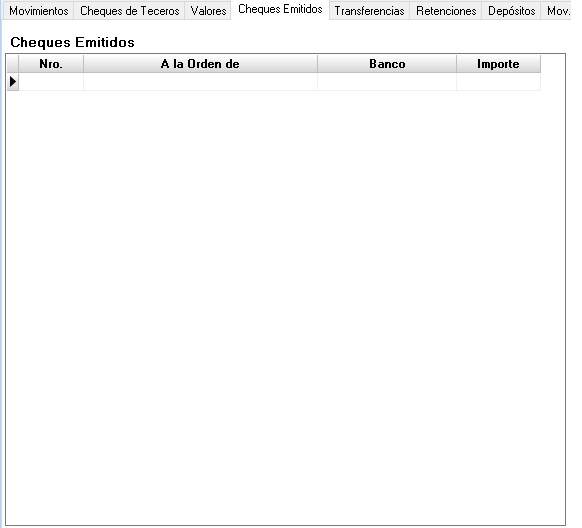 Movimientos Cheques de Teceros Valores Cheques Emitidos Transferencias Retenciones Depósitos Mov.
Cheques Emitidos
Nro. A la Orden de Banco Importe